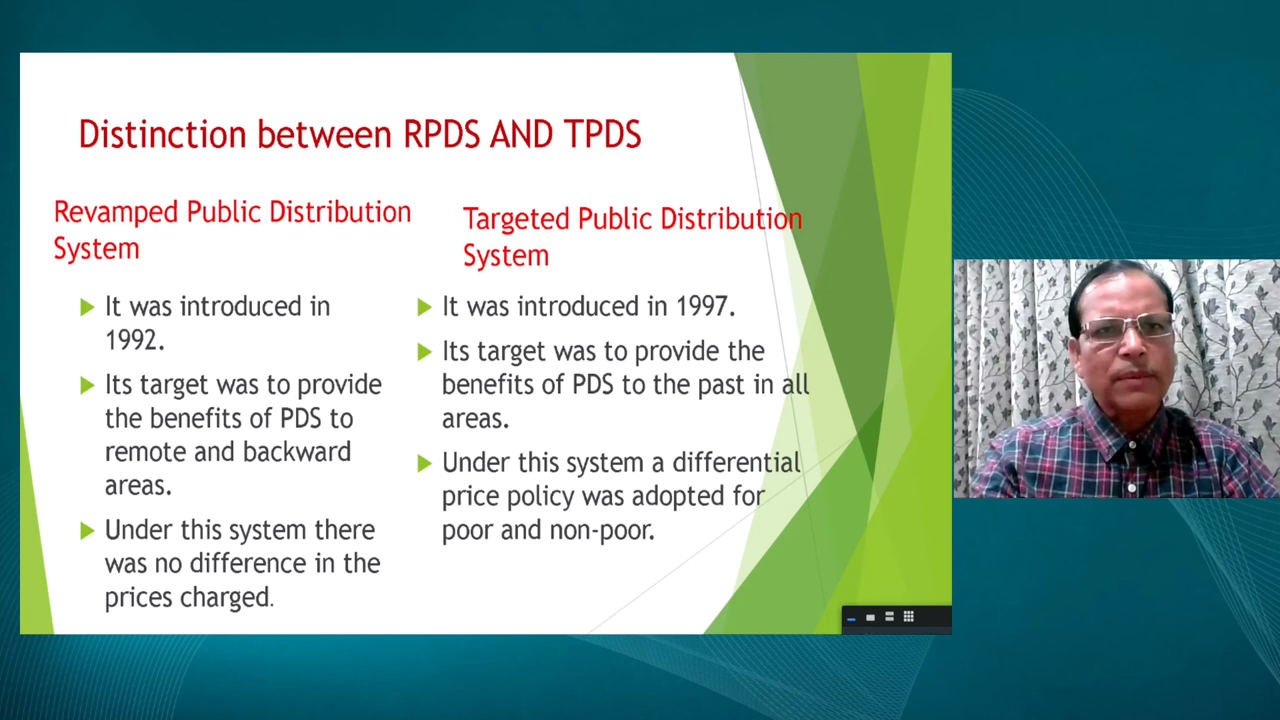 Distinction between RPDS AND TPDS
Revamped Public Distribution
System
It was introduced in
1992.
Its target was to provide
the benefits of PDS to
remote and backward
areas.
Under this system there
was no difference in the
prices charged.
Targeted Public Distribution
System
It was introduced in 1997.
Its target was to provide the
benefits of PDS to the past in all
areas.
Under this system a differential
price policy was adopted for
poor and non-poor.